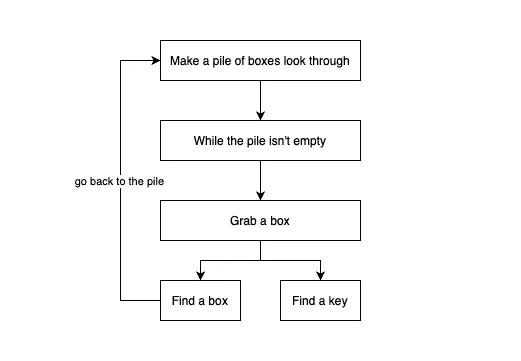 Make a pile of boxes look through
While the pile isn't empty
go back to the pile
Grab a box
Find a box
Find a key